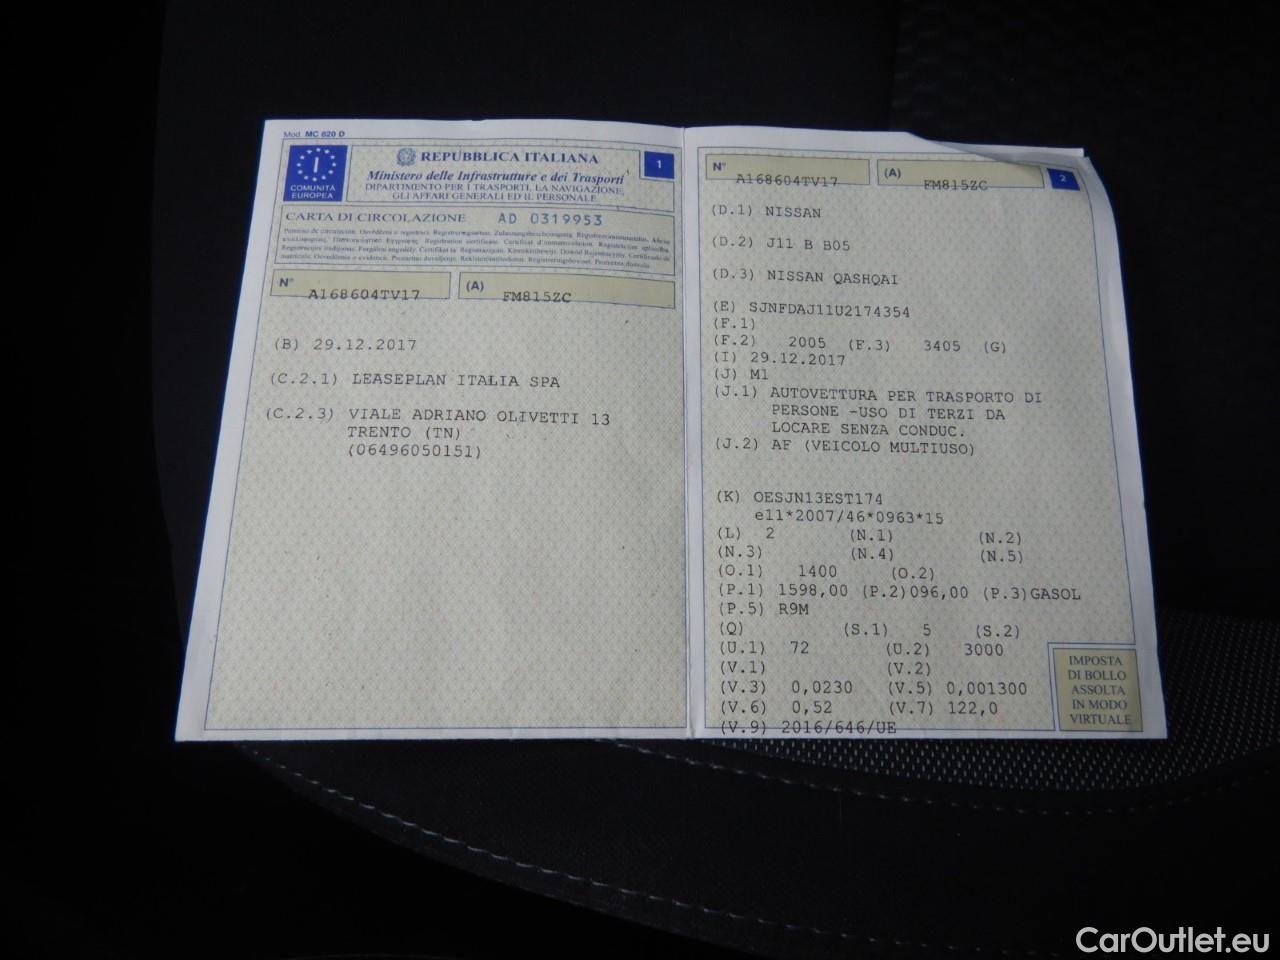 Mod. MC 820 D
I
COMUNITÀ
EUROPEA
REPUBBLICA ITALIANA
Ministero delle Infrastrutture e dei Trasporti
DIPARTIMENTO PER I TRASPORTI, LA NAVIGAZIONE,
GLI AFFARI GENERALI ED IL PERSONALE
1
CARTA DI CIRCOLAZIONE AD 0319953
N° A168604TV17 (A) FM815ZC
(B) 29.12.2017
(C.2.1) LEASEPLAN ITALIA SPA
(C.2.3) VIALE ADRIANO OLIVETTI 13
TRENTO (TN)
(06496050151)
N° A168604TV17 (A) FM815ZC
2
(D.1) NISSAN
(D.2) J11 B B05
(D.3) NISSAN QASHQAI
(E) SJNFDAJ11U2174354
(F.1)
(F.2) 2005 (F.3) 3405 (G)
(I) 29.12.2017
(J) M1
(J.1) AUTOVETTURA PER TRASPORTO DI
PERSONE -USO DI TERZI DA
LOCARE SENZA CONDUC.
(J.2) AF (VEICOLO MULTIUSO)
(K) OESJN13EST174
e11*2007/46*0963*15
(L) 2 (N.1) (N.2)
(N.3) (N.4) (N.5)
(O.1) 1400 (O.2)
(P.1) 1598,00 (P.2)096,00 (P.3)GASOL
(P.5) R9M
(Q) (S.1) 5 (S.2)
(U.1) 72 (U.2) 3000
(V.1) (V.2)
(V.3) 0,0230 (V.5) 0,001300
(V.6) 0,52 (V.7) 122,0
(V.9) 2016/646/UE
IMPOSTA
DI BOLLO
ASSOLTA
IN MODO
VIRTUALE
CarOutlet.eu